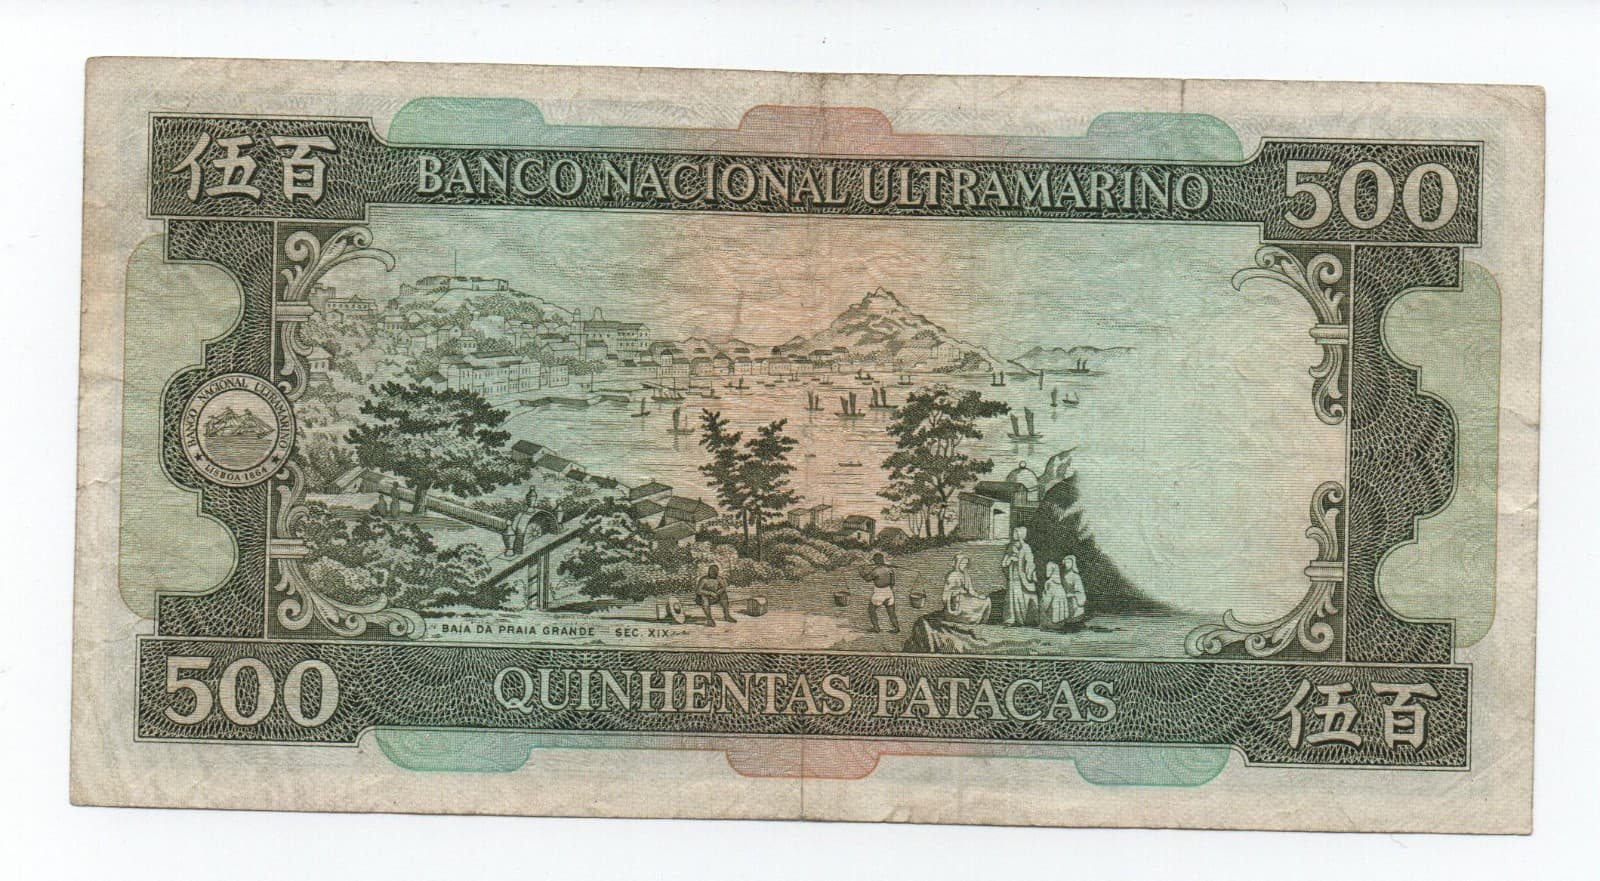 伍百
BANCO NACIONAL ULTRAMARINO
500
BANCO NACIONAL ULTRAMARINO
★ LISBOA 1864 ★
BAIA DA PRAIA GRANDE SEC. XIX
500
QUINHENTAS PATACAS
伍百